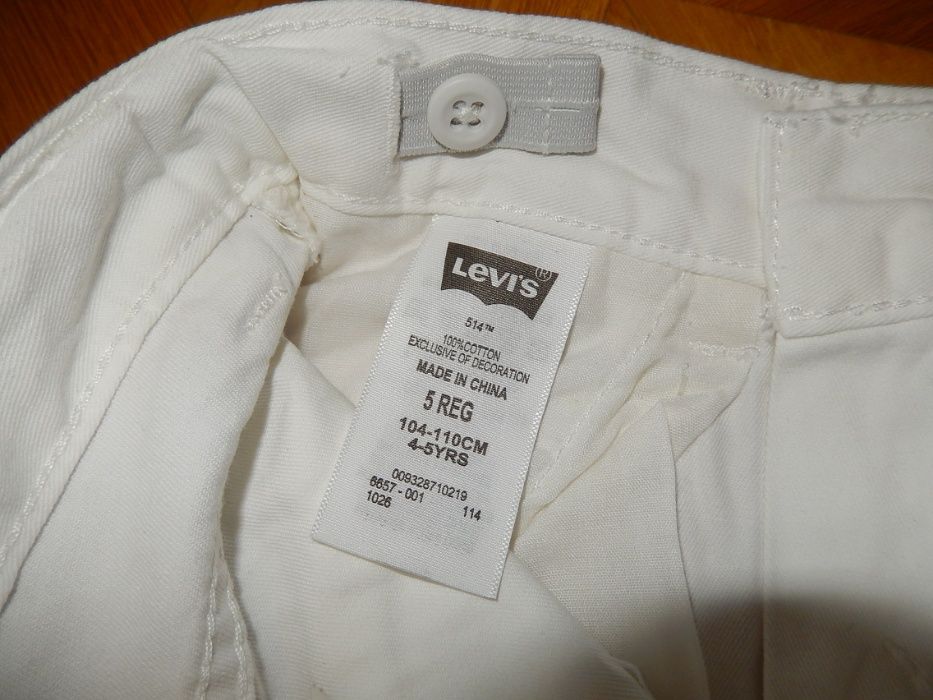 Levi's®
514™
100%COTTON
EXCLUSIVE OF DECORATION
MADE IN CHINA
5 REG
104-110CM
4-5YRS
009328710219
6657-001
1026 114